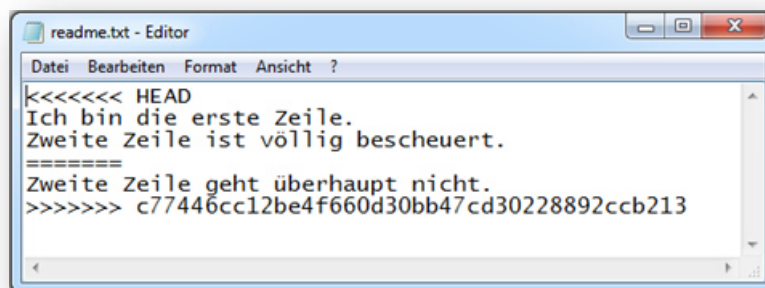 readme.txt - Editor
Datei Bearbeiten Format Ansicht ?
<<<<<<< HEAD
Ich bin die erste Zeile.
Zweite Zeile ist völlig bescheuert.
=======
Zweite Zeile geht überhaupt nicht.
>>>>>>> c77446cc12be4f660d30bb47cd30228892ccb213